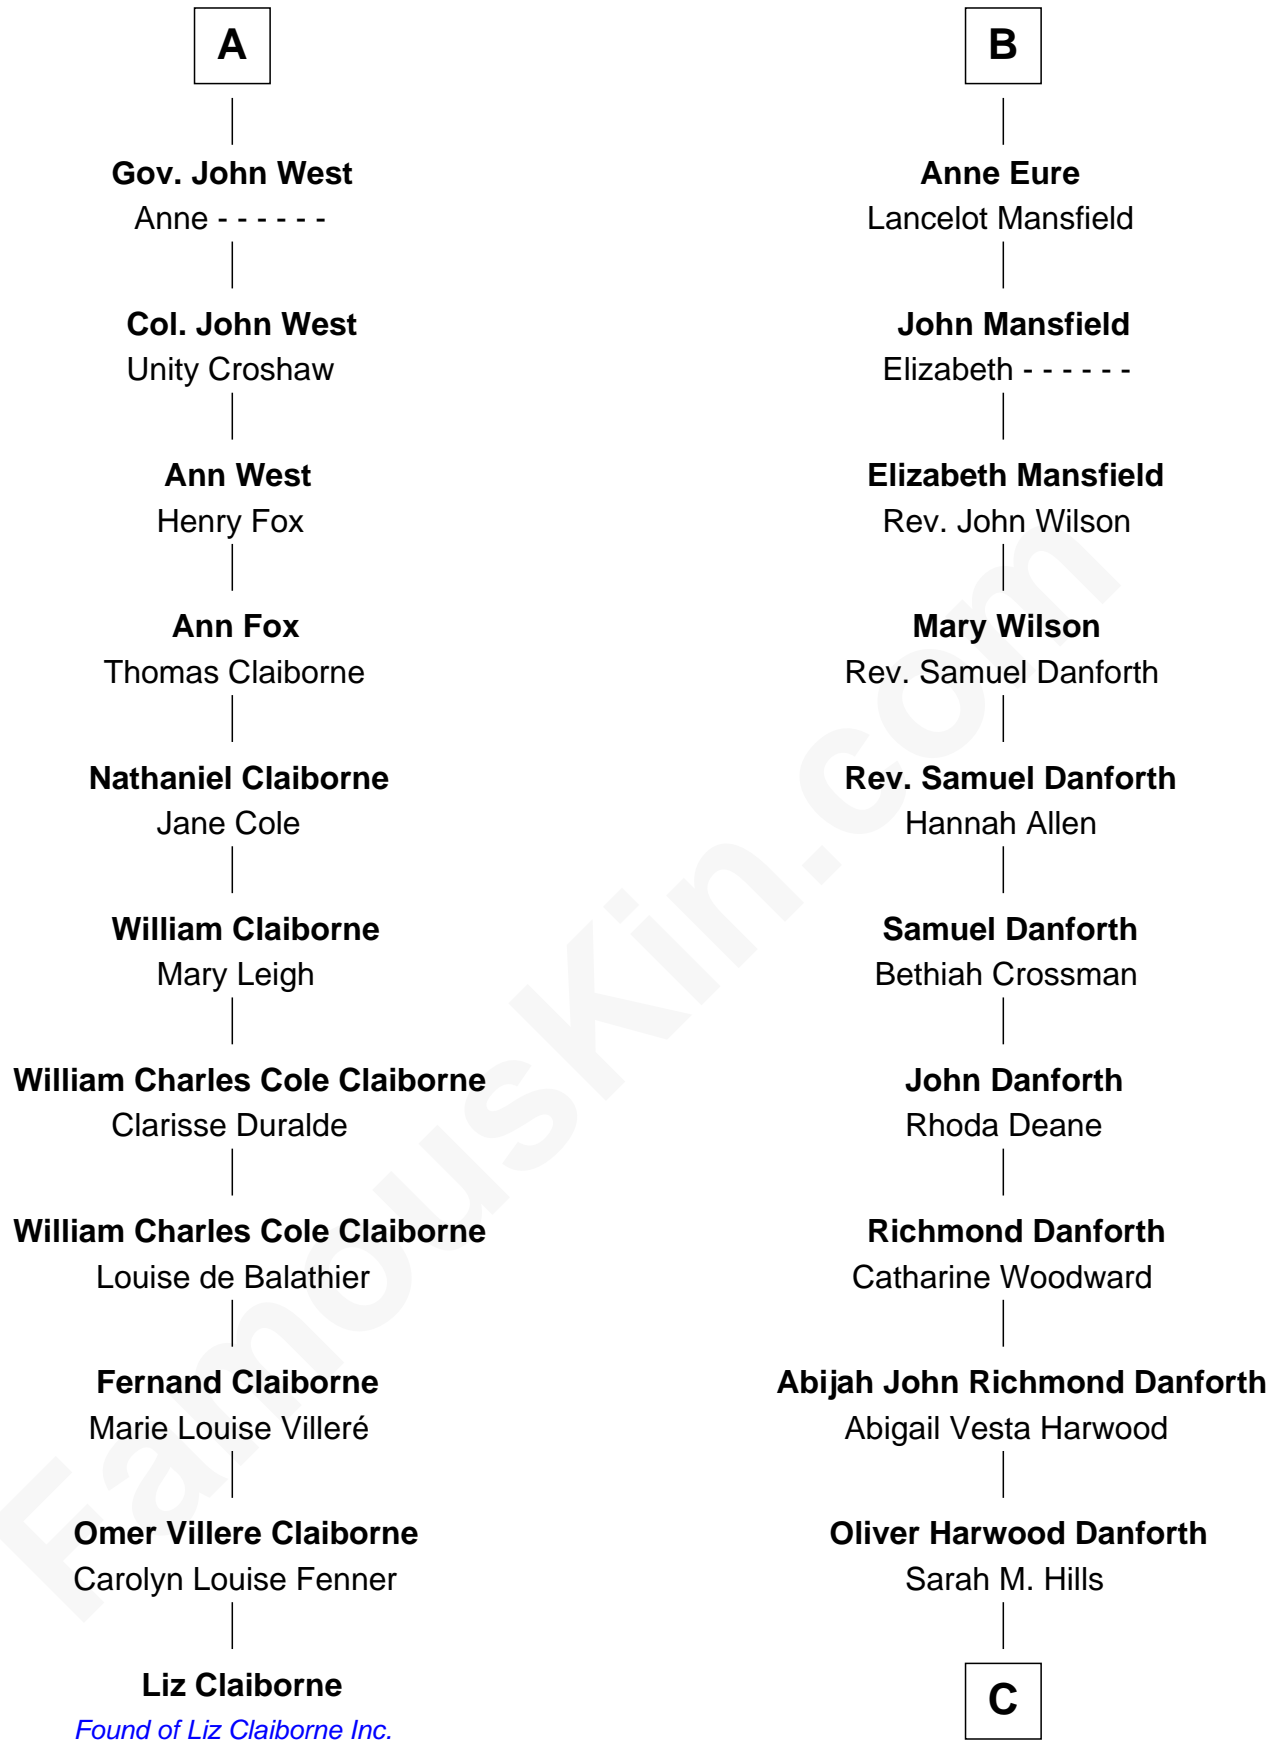 A
Gov. John West
Anne - - - - - -
Col. John West
Unity Croshaw
Ann West
Henry Fox
Ann Fox
Thomas Claiborne
Nathaniel Claiborne
Jane Cole
William Claiborne
Mary Leigh
William Charles Cole Claiborne
Clarisse Duralde
William Charles Cole Claiborne
Louise de Balathier
Fernand Claiborne
Marie Louise Villeré
Omer Villere Claiborne
Carolyn Louise Fenner
Liz Claiborne
Found of Liz Claiborne Inc.
B
Anne Eure
Lancelot Mansfield
John Mansfield
Elizabeth - - - - - -
Elizabeth Mansfield
Rev. John Wilson
Mary Wilson
Rev. Samuel Danforth
Rev. Samuel Danforth
Hannah Allen
Samuel Danforth
Bethiah Crossman
John Danforth
Rhoda Deane
Richmond Danforth
Catharine Woodward
Abijah John Richmond Danforth
Abigail Vesta Harwood
Oliver Harwood Danforth
Sarah M. Hills
C
FamousKin.com